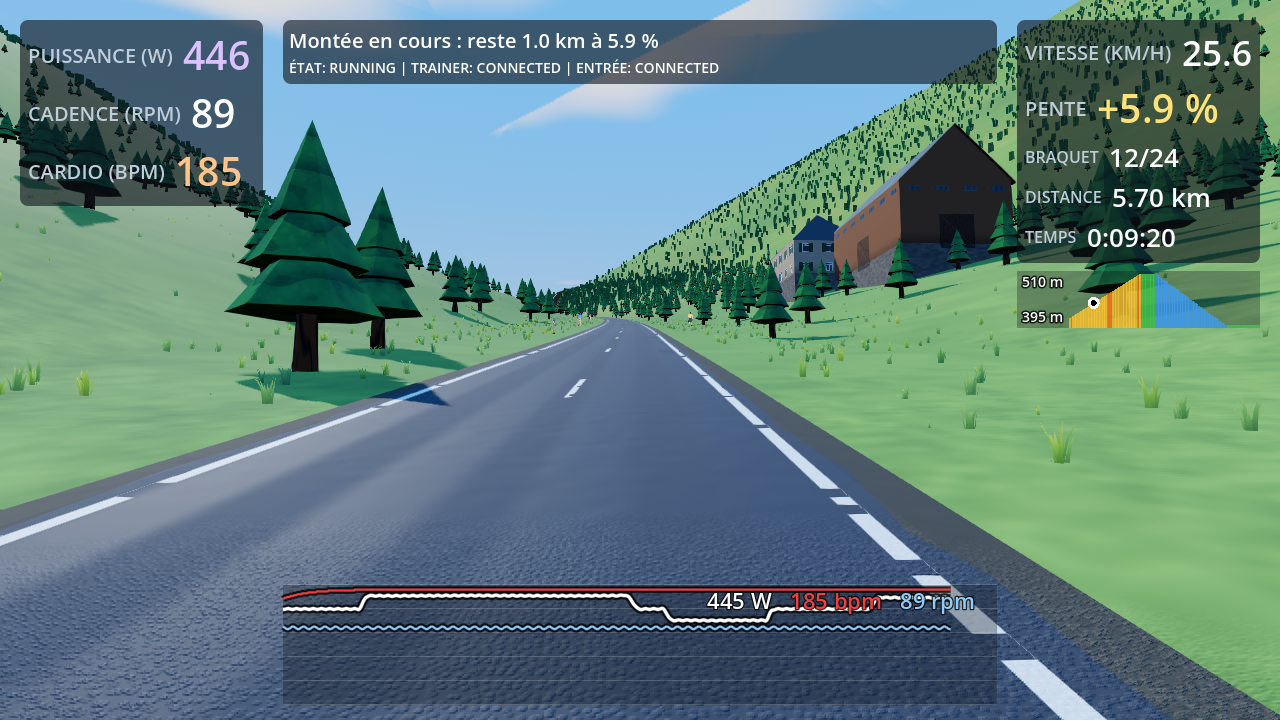 PUISSANCE (W) 446
CADENCE (RPM) 89
CARDIO (BPM) 185
Montée en cours : reste 1.0 km à 5.9 %
ÉTAT: RUNNING | TRAINER: CONNECTED | ENTRÉE: CONNECTED
VITESSE (KM/H) 25.6
PENTE +5.9 %
BRAQUET 12/24
DISTANCE 5.70 km
TEMPS 0:09:20
510 m
395 m
445 W 185 bpm 89 rpm